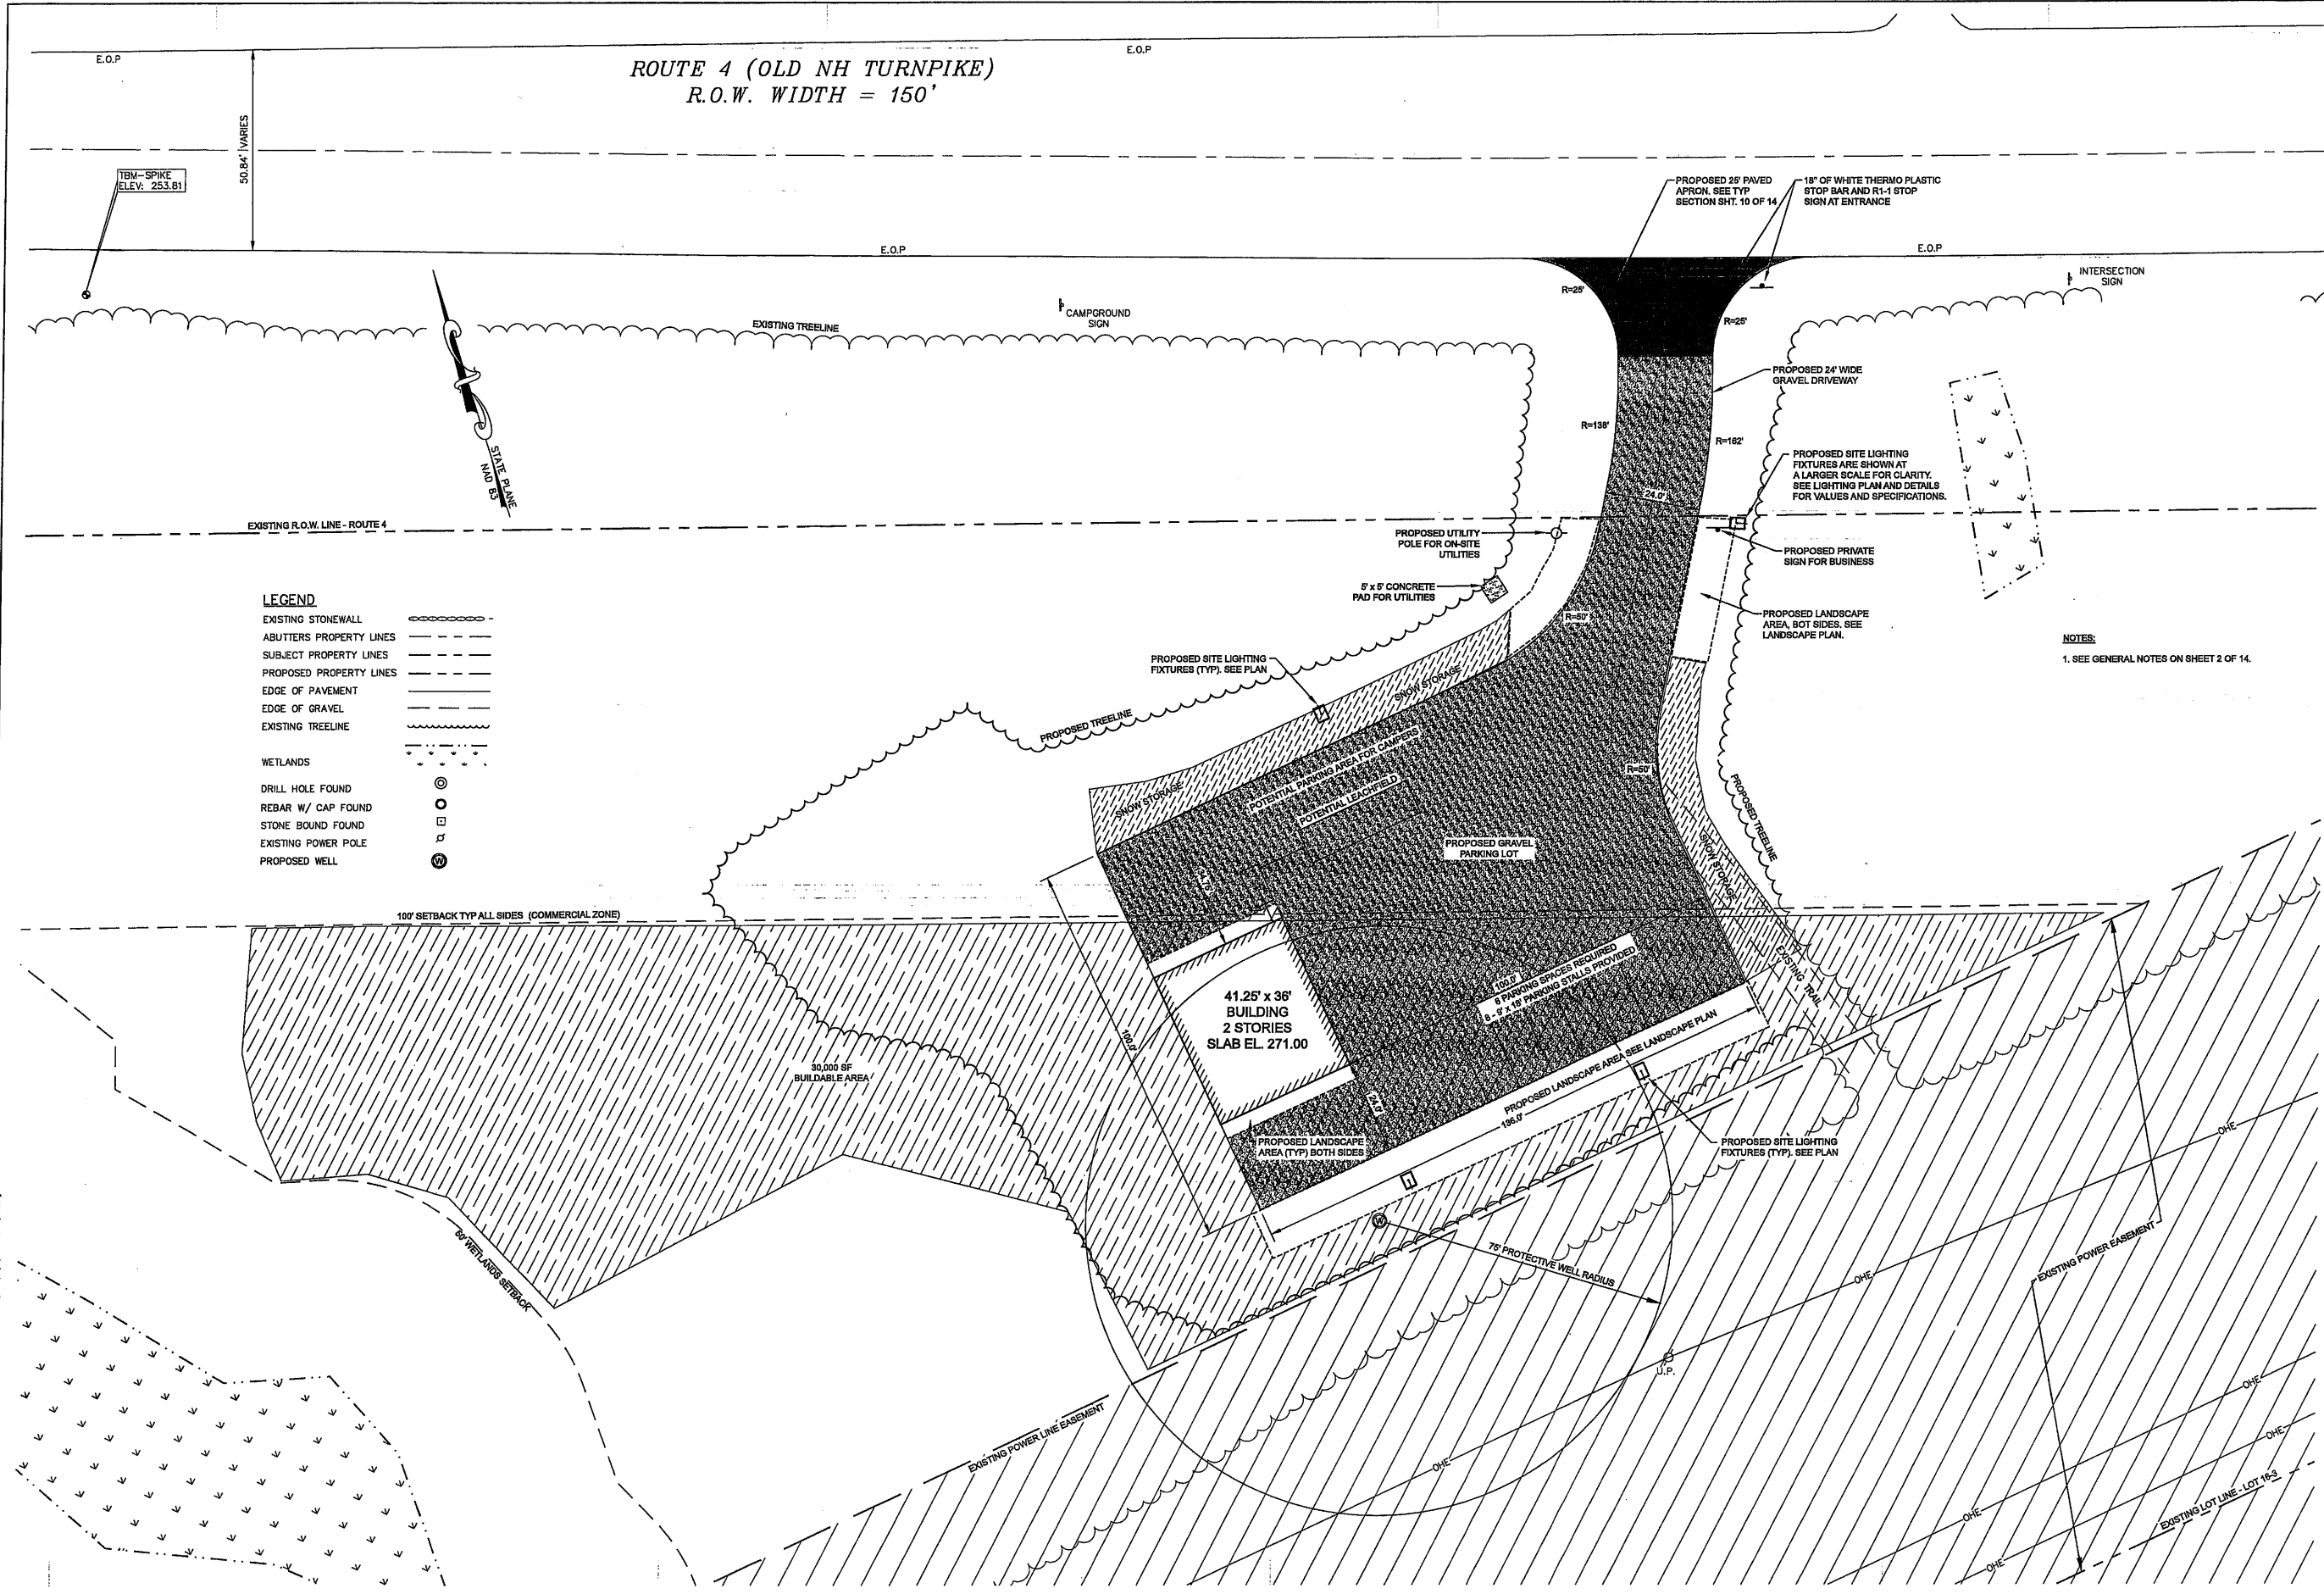 E.O.P
E.O.P
ROUTE 4 (OLD NH TURNPIKE)
R.O.W. WIDTH = 150'
50.84' VARIES
TBM-SPIKE
ELEV: 253.81
PROPOSED 25' PAVED
APRON. SEE TYP
SECTION SHT. 10 OF 14
18" OF WHITE THERMO PLASTIC
STOP BAR AND R1-1 STOP
SIGN AT ENTRANCE
E.O.P
E.O.P
INTERSECTION
SIGN
R=25'
R=25'
CAMPGROUND
SIGN
EXISTING TREELINE
STATE PLANE
NAD 83
PROPOSED 24' WIDE
GRAVEL DRIVEWAY
R=138'
R=162'
PROPOSED SITE LIGHTING
FIXTURES ARE SHOWN AT
A LARGER SCALE FOR CLARITY.
SEE LIGHTING PLAN AND DETAILS
FOR VALUES AND SPECIFICATIONS.
24.0'
EXISTING R.O.W. LINE - ROUTE 4
PROPOSED UTILITY
POLE FOR ON-SITE
UTILITIES
PROPOSED PRIVATE
SIGN FOR BUSINESS
5' x 5' CONCRETE
PAD FOR UTILITIES
R=50'
PROPOSED LANDSCAPE
AREA, BOT SIDES. SEE
LANDSCAPE PLAN.
NOTES:
1. SEE GENERAL NOTES ON SHEET 2 OF 14.
LEGEND
EXISTING STONEWALL
ABUTTERS PROPERTY LINES
SUBJECT PROPERTY LINES
PROPOSED PROPERTY LINES
EDGE OF PAVEMENT
EDGE OF GRAVEL
EXISTING TREELINE
WETLANDS
DRILL HOLE FOUND
REBAR W/ CAP FOUND
STONE BOUND FOUND
EXISTING POWER POLE
PROPOSED WELL
W
PROPOSED SITE LIGHTING
FIXTURES (TYP). SEE PLAN
SNOW STORAGE
PROPOSED TREELINE
SNOW STORAGE
POTENTIAL PARKING AREA FOR CAMPERS
POTENTIAL LEACHFIELD
R=50'
PROPOSED TREELINE
SNOW STORAGE
PROPOSED GRAVEL
PARKING LOT
34.75'
100' SETBACK TYP ALL SIDES (COMMERCIAL ZONE)
EXISTING TRAIL
100.0'
6 PARKING SPACES REQUIRED
8 - 9' X 18' PARKING STALLS PROVIDED
41.25' x 36'
BUILDING
2 STORIES
SLAB EL. 271.00
100.0'
30,000 SF
BUILDABLE AREA
24.0'
PROPOSED LANDSCAPE AREA SEE LANDSCAPE PLAN
136.0'
PROPOSED LANDSCAPE
AREA (TYP) BOTH SIDES
PROPOSED SITE LIGHTING
FIXTURES (TYP). SEE PLAN
W
75' PROTECTIVE WELL RADIUS
60' WETLANDS SETBACK
OHE
OHE
EXISTING POWER EASEMENT
U.P.
EXISTING POWER LINE EASEMENT
OHE
OHE
OHE
OHE
OHE
EXISTING LOT LINE - LOT 16-3